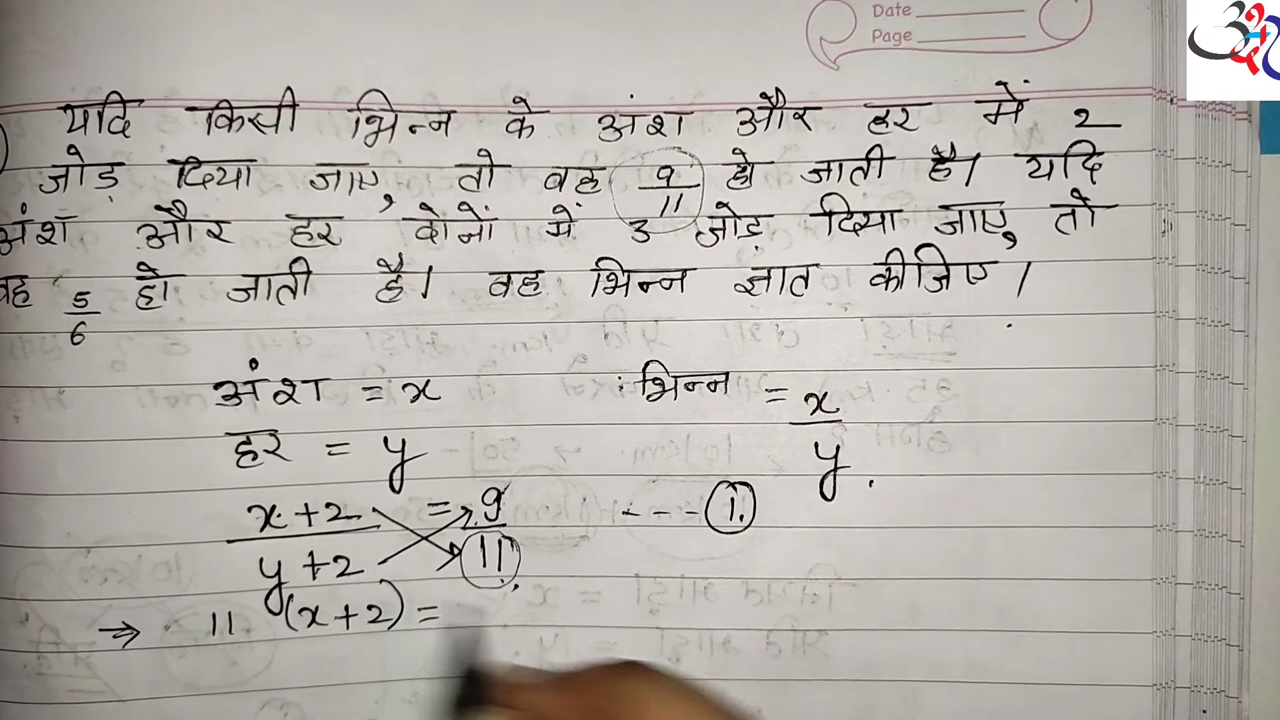 Date
Page
यदि किसी भिन्न के अंश और हर में 2
जोड़ दिया जाए, तो वह 9/11 हो जाती है। यदि
अंश और हर दोनों में 3 जोड़ दिया जाए, तो
वह 5/6 हो जाती है। वह भिन्न ज्ञात कीजिए।
अंश = x : भिन्न = x/y.
हर = y
x+2/y+2 = 9/11 --- (1.)
⇒ 11 (x+2) =